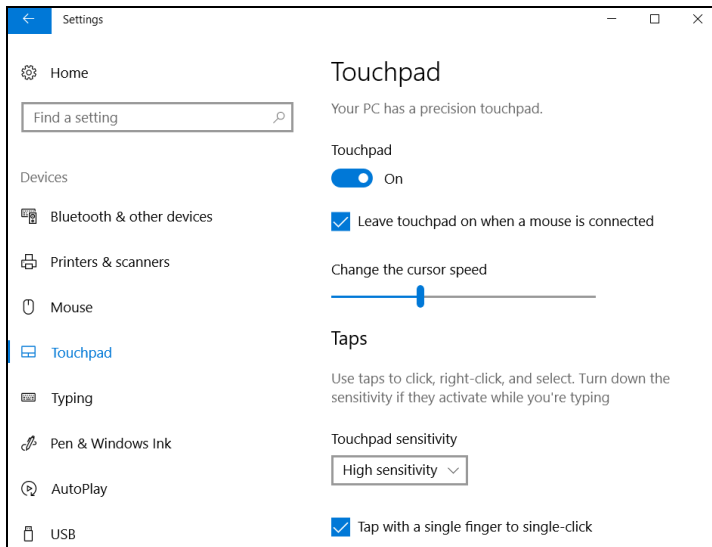 Settings
Home
Find a setting
Devices
Bluetooth & other devices
Printers & scanners
Mouse
Touchpad
Typing
Pen & Windows Ink
AutoPlay
USB
Touchpad
Your PC has a precision touchpad.
Touchpad
On
Leave touchpad on when a mouse is connected
Change the cursor speed
Taps
Use taps to click, right-click, and select. Turn down the
sensitivity if they activate while you're typing
Touchpad sensitivity
High sensitivity
Tap with a single finger to single-click